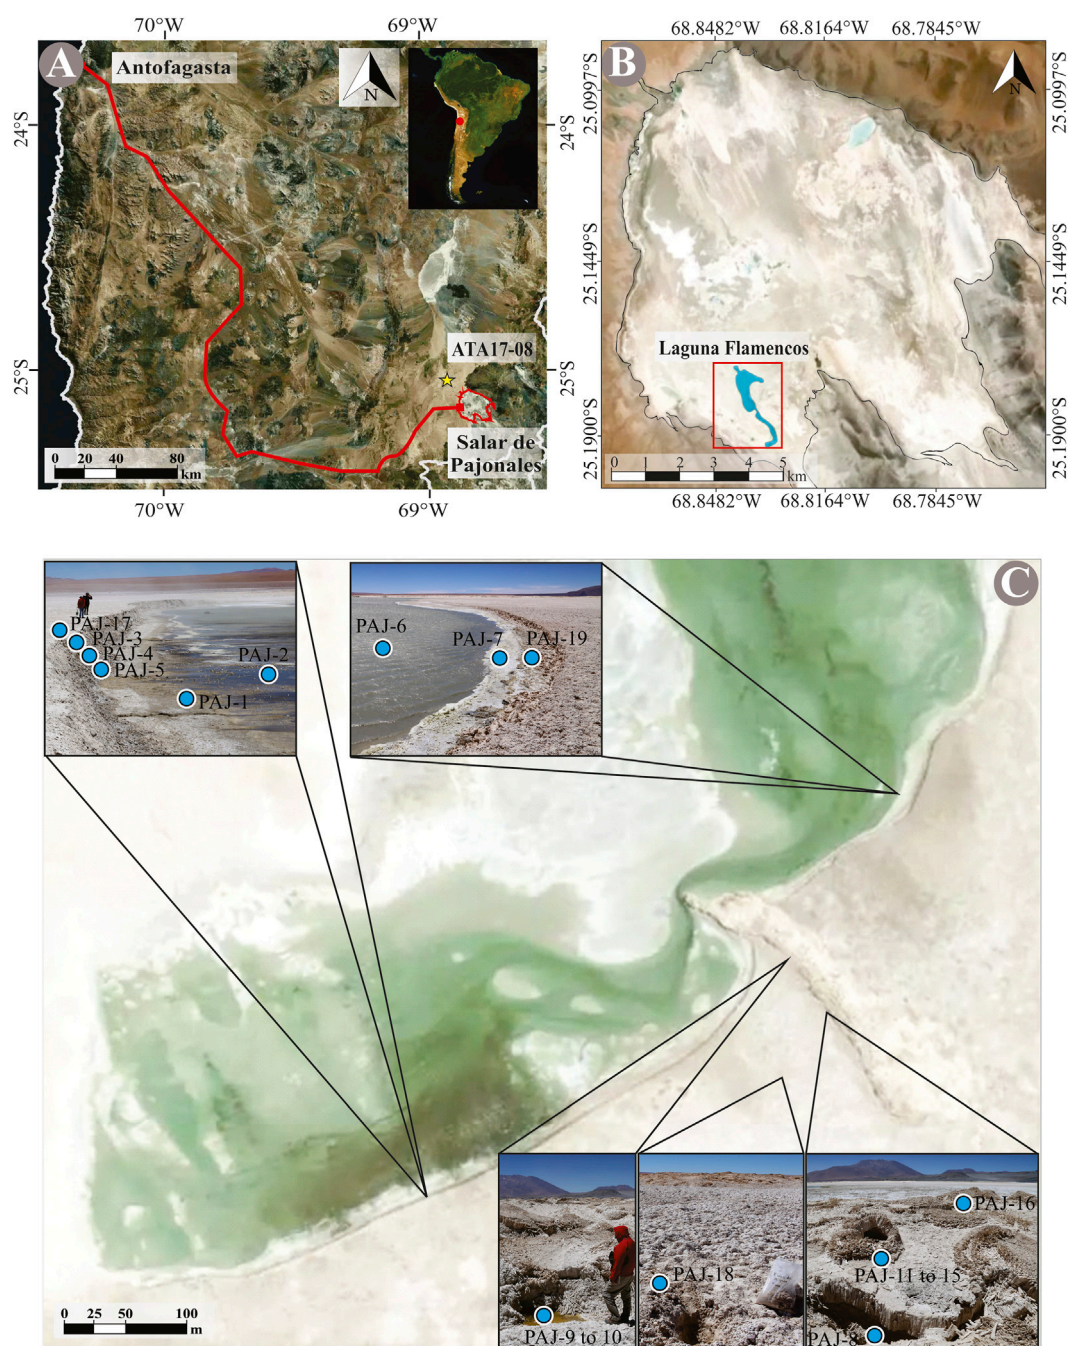 70°W 69°W
A
Antofagasta
N
24°S 24°S
25°S 25°S
ATA17-08
Salar de
Pajonales
0 20 40 80
km
70°W 69°W
68.8482°W 68.8164°W 68.7845°W
B
N
25.0997°S 25.0997°S
25.1449°S 25.1449°S
25.1900°S 25.1900°S
Laguna Flamencos
0 1 2 3 4 5
km
68.8482°W 68.8164°W 68.7845°W
C
PAJ-17
PAJ-3
PAJ-4
PAJ-5
PAJ-2
PAJ-1
PAJ-6
PAJ-7
PAJ-19
PAJ-9 to 10
PAJ-18
PAJ-16
PAJ-11 to 15
PAJ-8
0 25 50 100
m